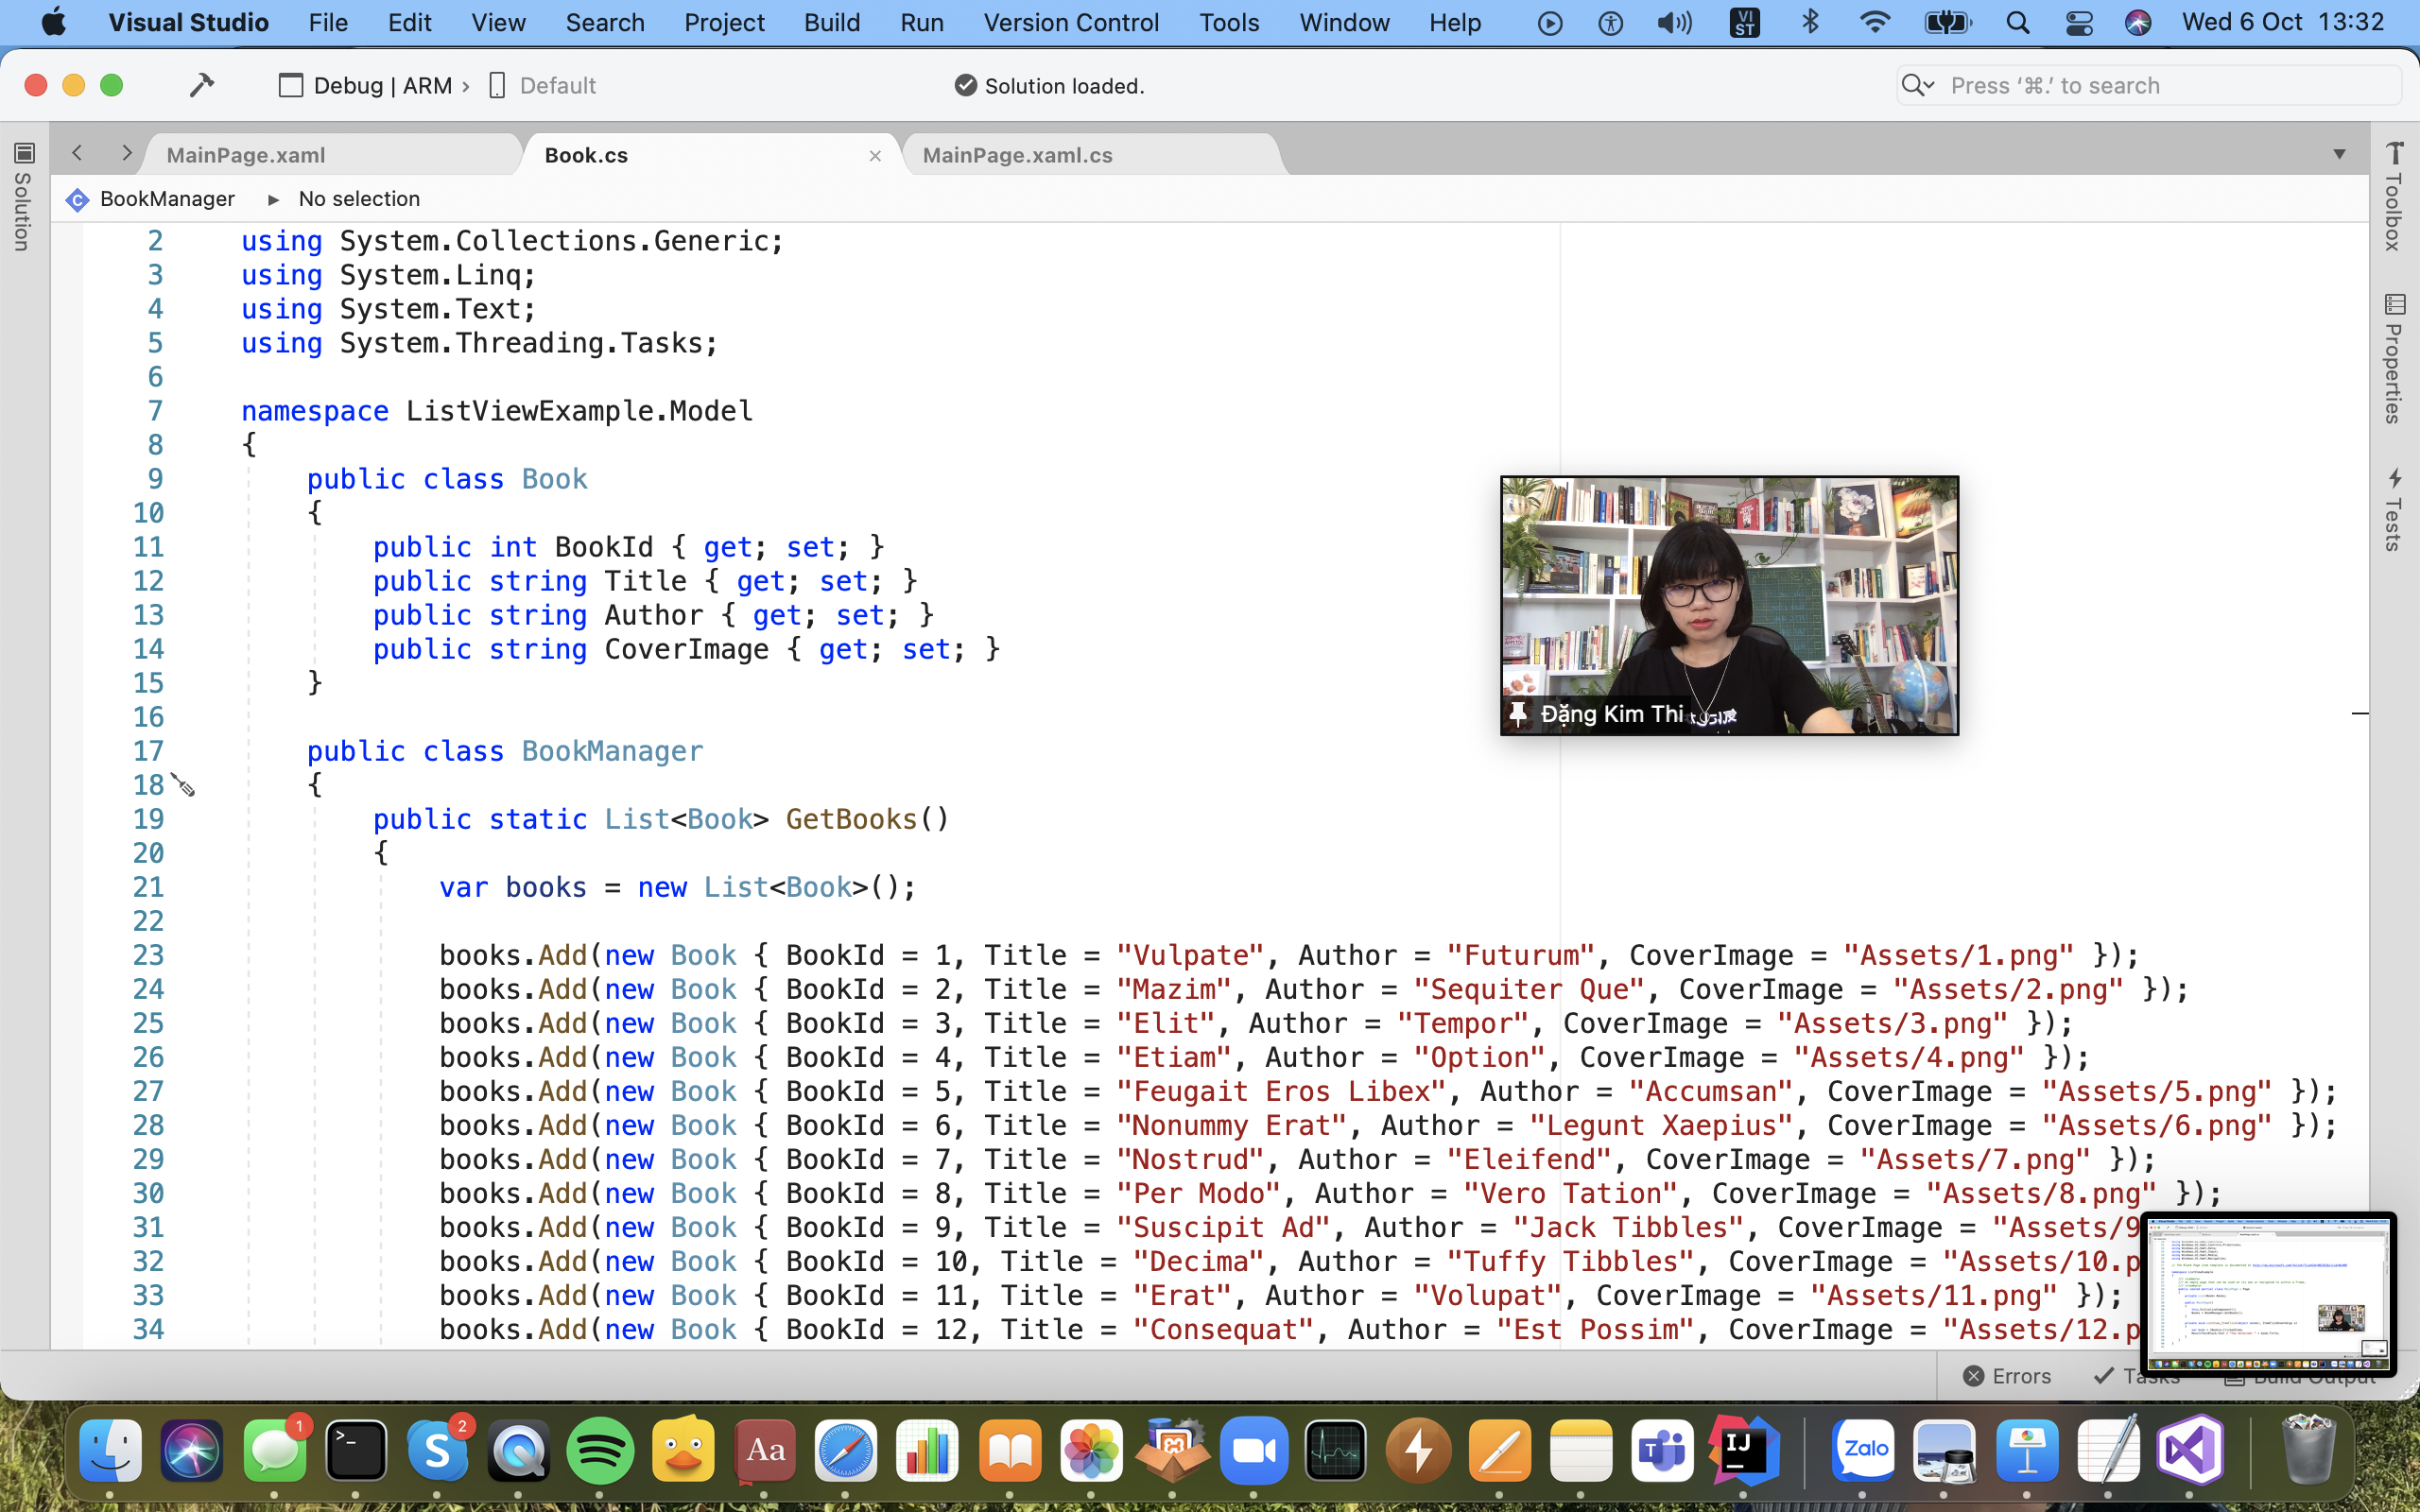 Visual Studio File Edit View Search Project Build Run Version Control Tools Window Help VI ST Wed 6 Oct 13:32
Debug | ARM › Default Solution loaded. Press ‘⌘.’ to search
MainPage.xaml Book.cs MainPage.xaml.cs
BookManager ▸ No selection
Solution
Toolbox
Properties
Tests
2 using System.Collections.Generic;
3 using System.Linq;
4 using System.Text;
5 using System.Threading.Tasks;
6
7 namespace ListViewExample.Model
8 {
9 public class Book
10 {
11 public int BookId { get; set; }
12 public string Title { get; set; }
13 public string Author { get; set; }
14 public string CoverImage { get; set; }
15 }
16
17 public class BookManager
18 {
19 public static List<Book> GetBooks()
20 {
21 var books = new List<Book>();
22
23 books.Add(new Book { BookId = 1, Title = "Vulpate", Author = "Futurum", CoverImage = "Assets/1.png" });
24 books.Add(new Book { BookId = 2, Title = "Mazim", Author = "Sequiter Que", CoverImage = "Assets/2.png" });
25 books.Add(new Book { BookId = 3, Title = "Elit", Author = "Tempor", CoverImage = "Assets/3.png" });
26 books.Add(new Book { BookId = 4, Title = "Etiam", Author = "Option", CoverImage = "Assets/4.png" });
27 books.Add(new Book { BookId = 5, Title = "Feugait Eros Libex", Author = "Accumsan", CoverImage = "Assets/5.png" });
28 books.Add(new Book { BookId = 6, Title = "Nonummy Erat", Author = "Legunt Xaepius", CoverImage = "Assets/6.png" });
29 books.Add(new Book { BookId = 7, Title = "Nostrud", Author = "Eleifend", CoverImage = "Assets/7.png" });
30 books.Add(new Book { BookId = 8, Title = "Per Modo", Author = "Vero Tation", CoverImage = "Assets/8.png" });
31 books.Add(new Book { BookId = 9, Title = "Suscipit Ad", Author = "Jack Tibbles", CoverImage = "Assets/9
32 books.Add(new Book { BookId = 10, Title = "Decima", Author = "Tuffy Tibbles", CoverImage = "Assets/10.p
33 books.Add(new Book { BookId = 11, Title = "Erat", Author = "Volupat", CoverImage = "Assets/11.png" });
34 books.Add(new Book { BookId = 12, Title = "Consequat", Author = "Est Possim", CoverImage = "Assets/12.p
Đặng Kim Thi
Errors Tasks Build Output
1 >_ S 2 Aa T IJ Zalo